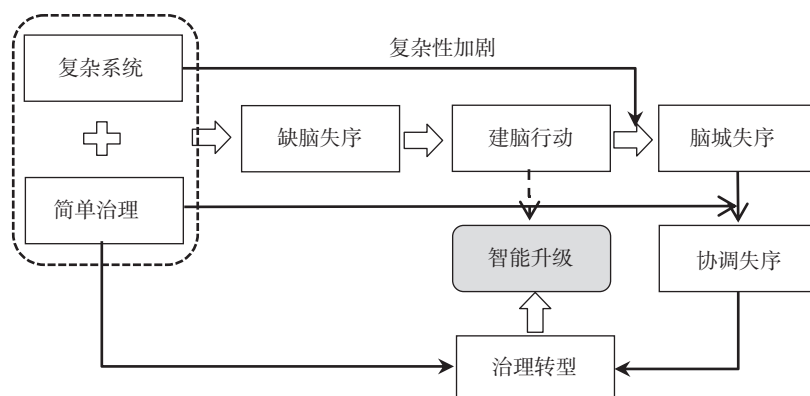 复杂性加剧
复杂系统
缺脑失序
建脑行动
脑城失序
简单治理
智能升级
协调失序
治理转型